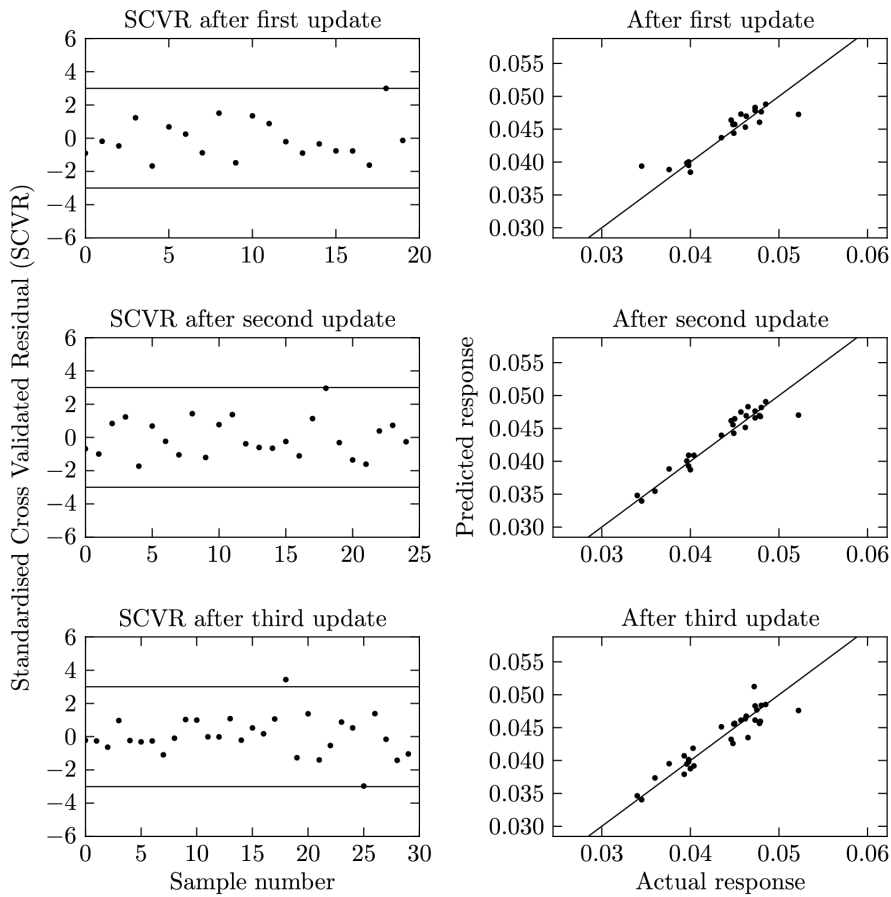 SCVR after first update
6
4
2
0
−2
−4
−6
0 5 10 15 20
After first update
0.055
0.050
0.045
0.040
0.035
0.030
0.03 0.04 0.05 0.06
Standardised Cross Validated Residual (SCVR)
SCVR after second update
6
4
2
0
−2
−4
−6
0 5 10 15 20 25
Predicted response
After second update
0.055
0.050
0.045
0.040
0.035
0.030
0.03 0.04 0.05 0.06
SCVR after third update
6
4
2
0
−2
−4
−6
0 5 10 15 20 25 30
Sample number
After third update
0.055
0.050
0.045
0.040
0.035
0.030
0.03 0.04 0.05 0.06
Actual response